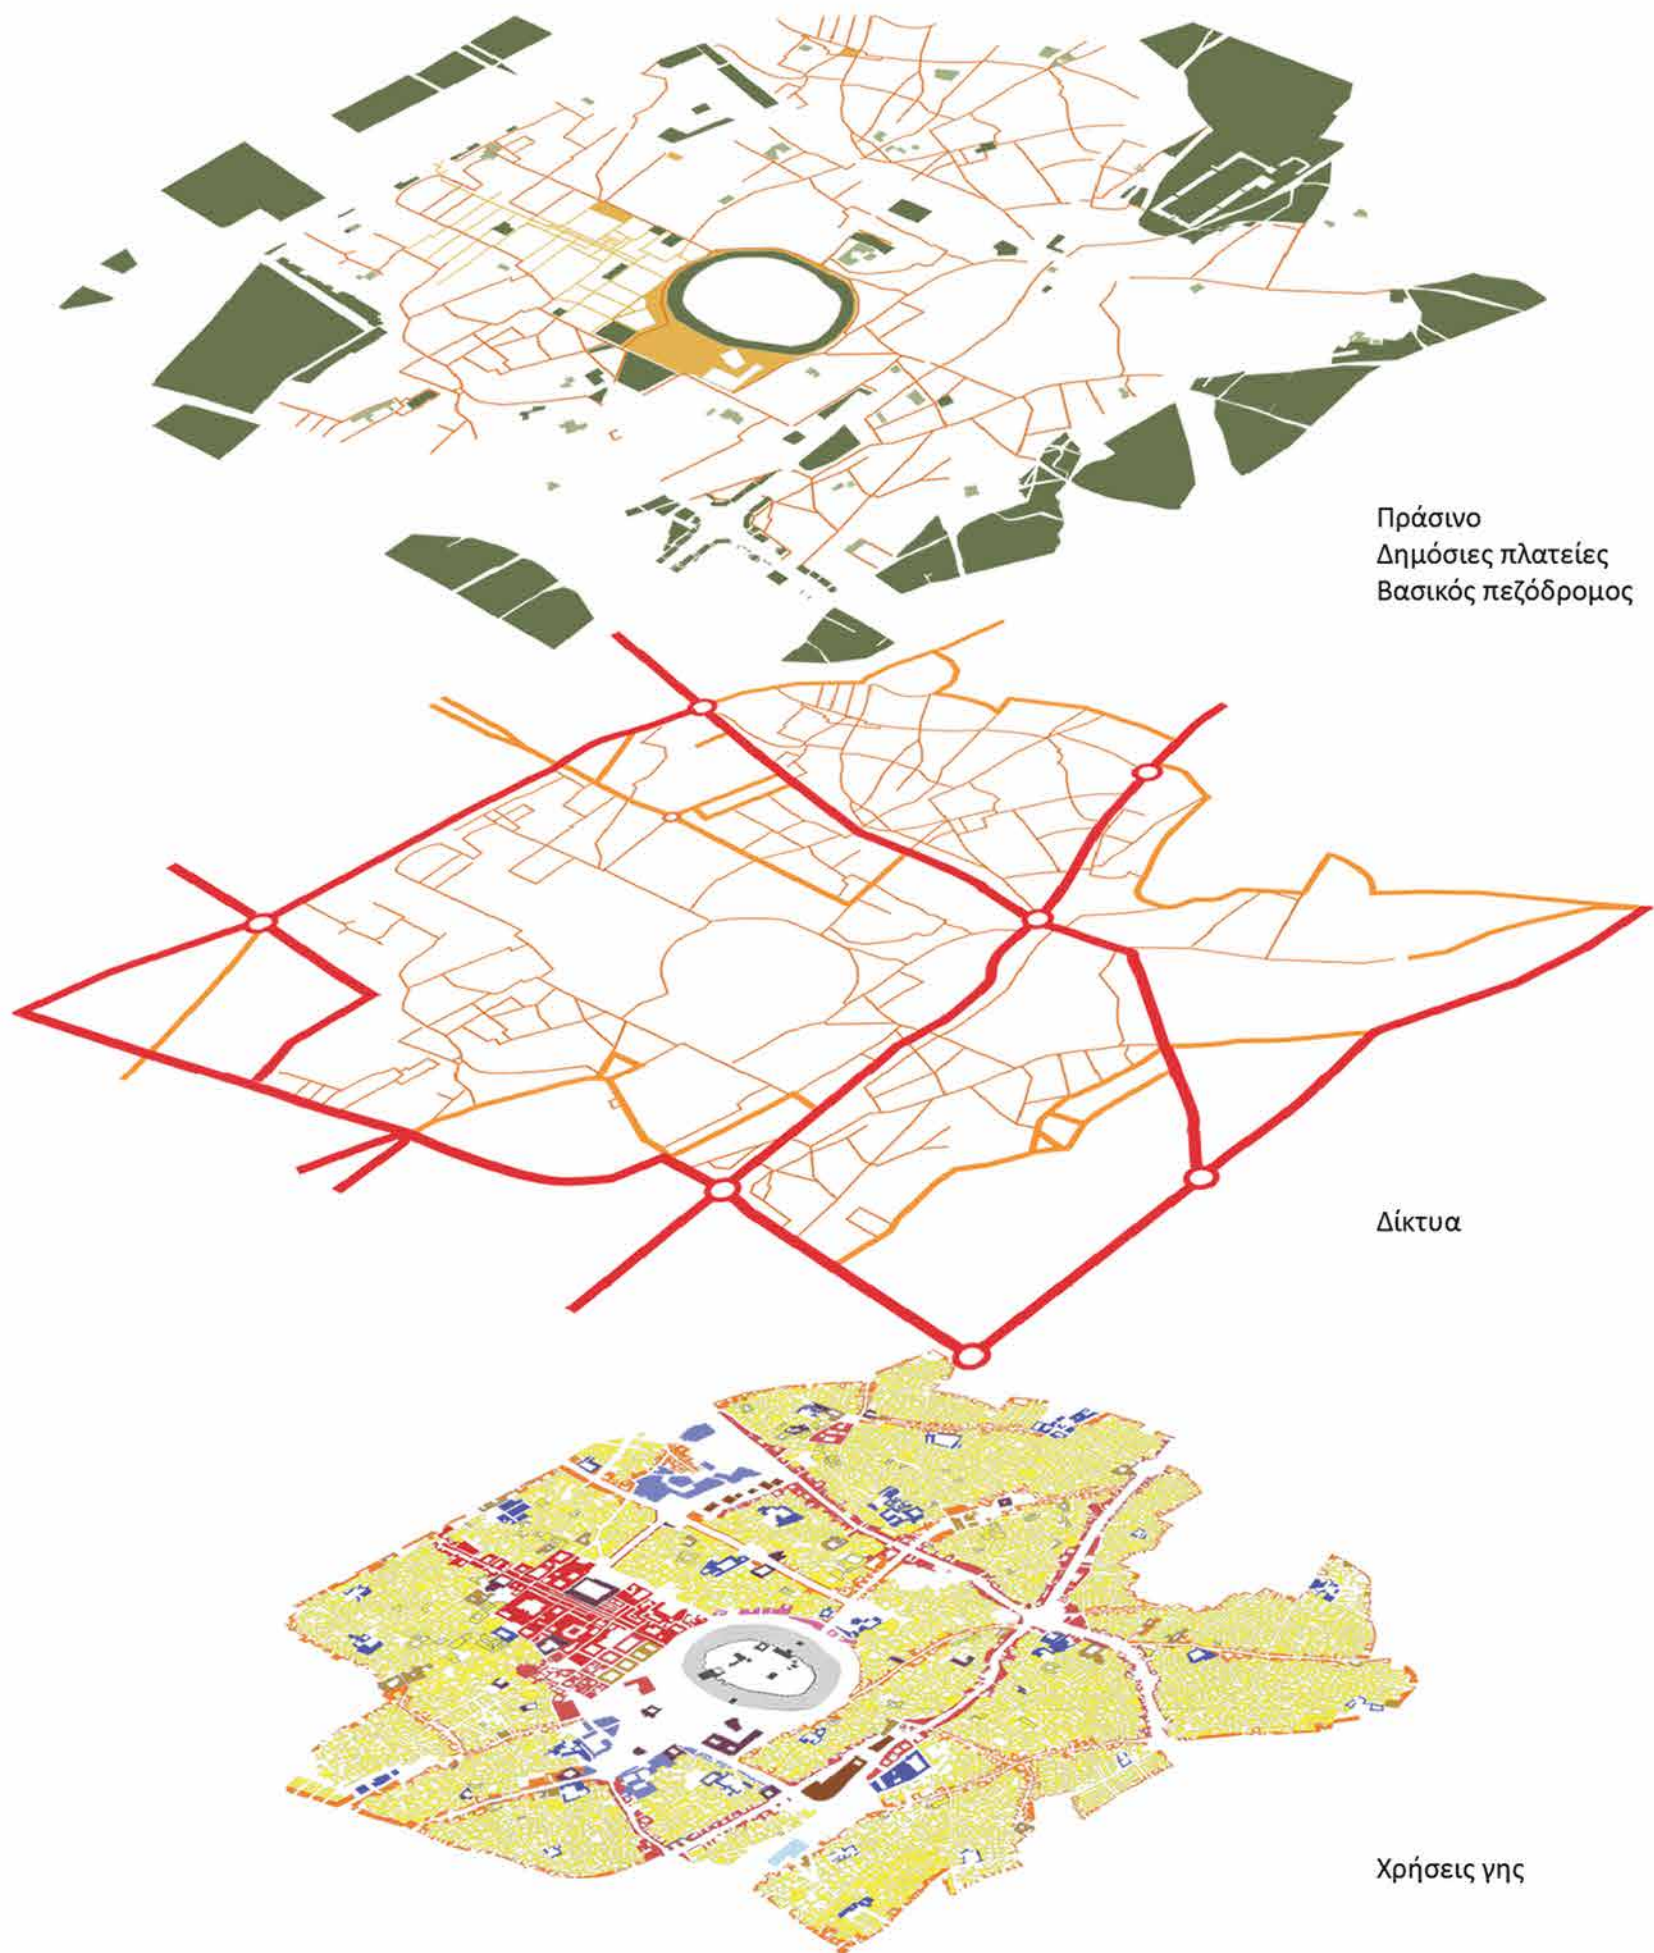 Πράσινο
Δημόσιες πλατείες
Βασικός πεζόδρομος
Δίκτυα
Χρήσεις γης